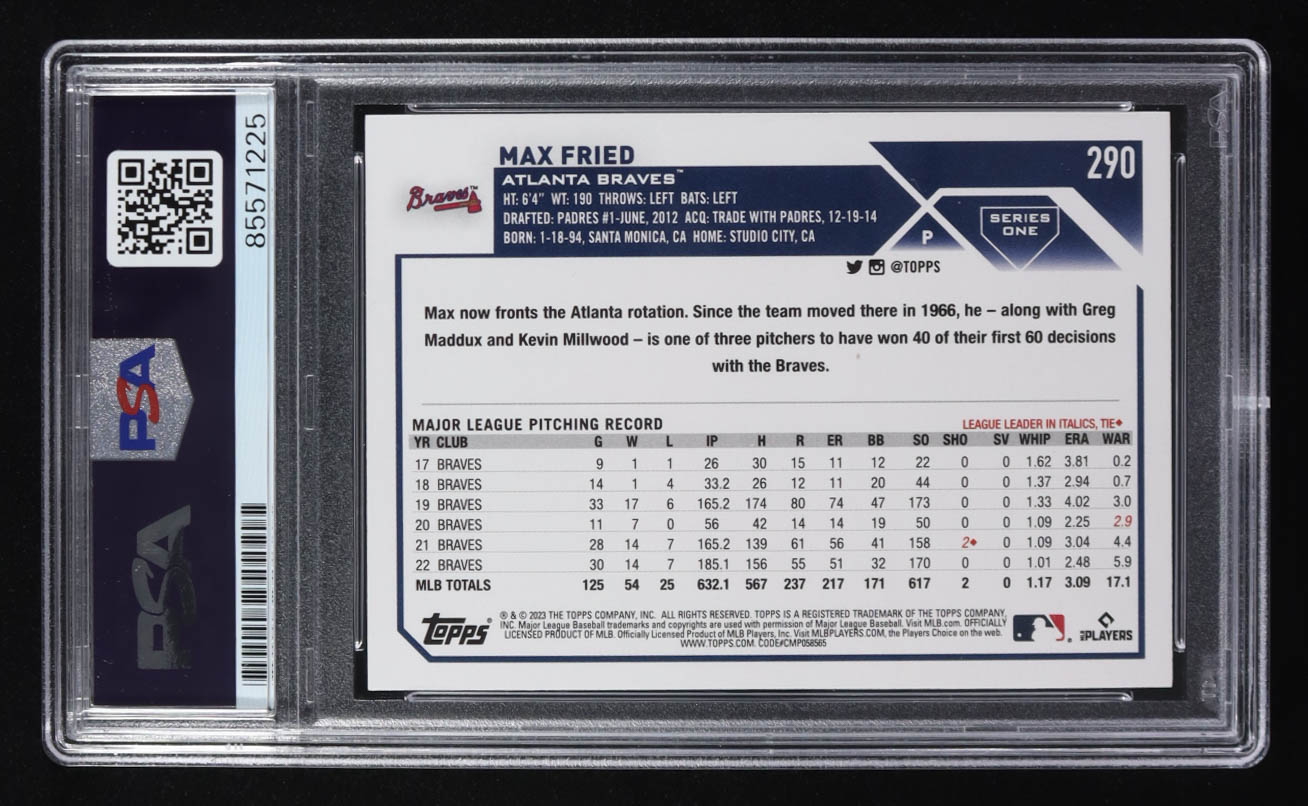 85571225
PSA
PSA
MAX FRIED
290
Braves™
ATLANTA BRAVES™
HT: 6'4" WT: 190 THROWS: LEFT BATS: LEFT
DRAFTED: PADRES #1-JUNE, 2012 ACQ: TRADE WITH PADRES, 12-19-14
BORN: 1-18-94, SANTA MONICA, CA HOME: STUDIO CITY, CA
P
SERIES
ONE
@TOPPS
Max now fronts the Atlanta rotation. Since the team moved there in 1966, he – along with Greg
Maddux and Kevin Millwood – is one of three pitchers to have won 40 of their first 60 decisions
with the Braves.
MAJOR LEAGUE PITCHING RECORD LEAGUE LEADER IN ITALICS, TIE◆
YR CLUB G W L IP H R ER BB SO SHO SV WHIP ERA WAR
17 BRAVES 9 1 1 26 30 15 11 12 22 0 0 1.62 3.81 0.2
18 BRAVES 14 1 4 33.2 26 12 11 20 44 0 0 1.37 2.94 0.7
19 BRAVES 33 17 6 165.2 174 80 74 47 173 0 0 1.33 4.02 3.0
20 BRAVES 11 7 0 56 42 14 14 19 50 0 0 1.09 2.25 2.9
21 BRAVES 28 14 7 165.2 139 61 56 41 158 2◆ 0 1.09 3.04 4.4
22 BRAVES 30 14 7 185.1 156 55 51 32 170 0 0 1.01 2.48 5.9
MLB TOTALS 125 54 25 632.1 567 237 217 171 617 2 0 1.17 3.09 17.1
TOPPS®
® & © 2023 THE TOPPS COMPANY, INC. ALL RIGHTS RESERVED. TOPPS IS A REGISTERED TRADEMARK OF THE TOPPS COMPANY,
INC. Major League Baseball trademarks and copyrights are used with permission of Major League Baseball. Visit MLB.com. OFFICIALLY
LICENSED PRODUCT OF MLB. Officially Licensed Product of MLB Players, Inc. Visit MLBPLAYERS.COM, the Players Choice on the web.
WWW.TOPPS.COM. CODE#CMP058565
MLB PLAYERS